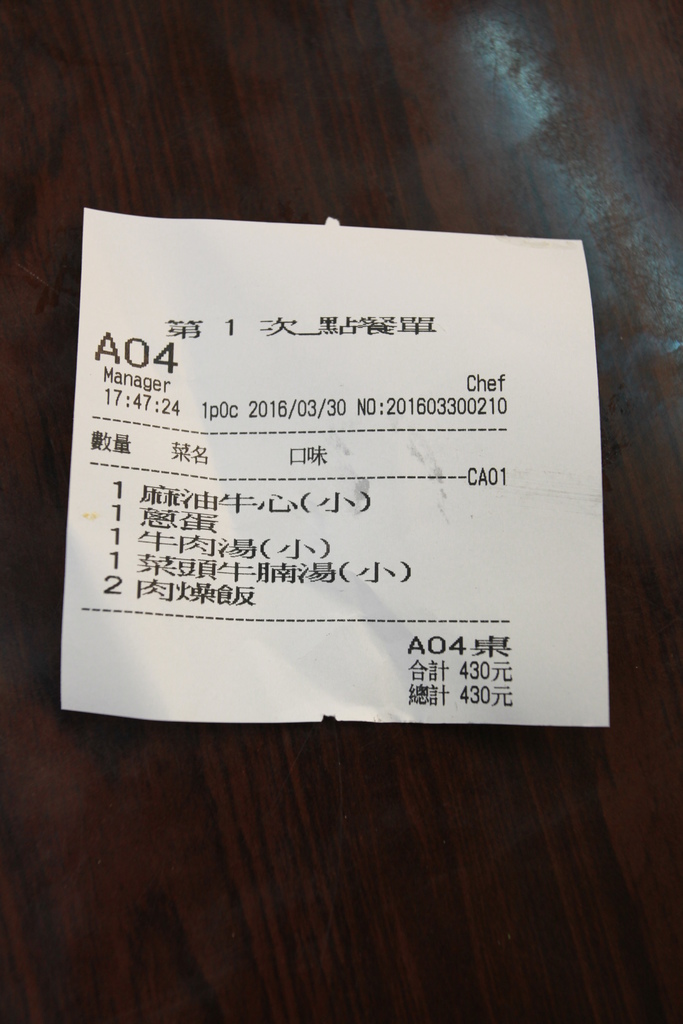 第 1 次_點餐單
A04
Manager Chef
17:47:24 1p0c 2016/03/30 NO:201603300210
數量 菜名 口味
CA01
1 麻油牛心(小)
1 蔥蛋
1 牛肉湯(小)
1 菜頭牛腩湯(小)
2 肉燥飯
A04桌
合計 430元
總計 430元